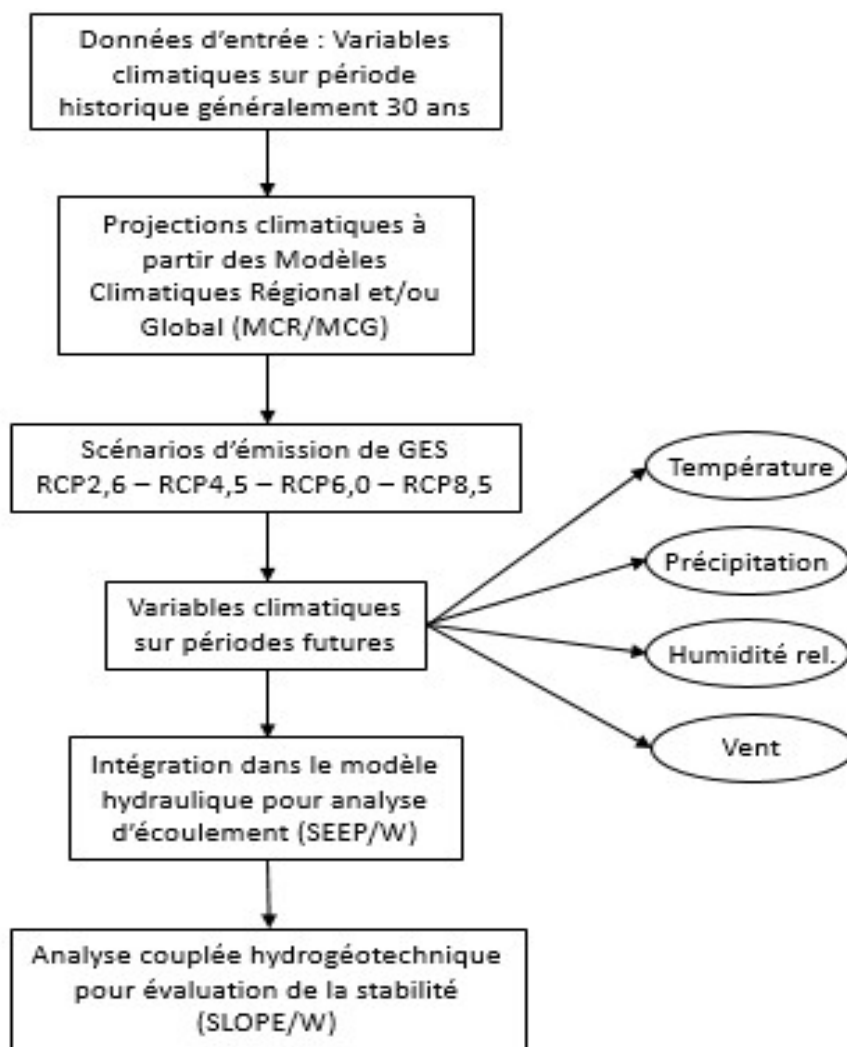 Données d’entrée : Variables
climatiques sur période
historique généralement 30 ans
Projections climatiques à
partir des Modèles
Climatiques Régional et/ou
Global (MCR/MCG)
Scénarios d’émission de GES
RCP2,6 – RCP4,5 – RCP6,0 – RCP8,5
Variables climatiques
sur périodes futures
Température
Précipitation
Humidité rel.
Vent
Intégration dans le modèle
hydraulique pour analyse
d’écoulement (SEEP/W)
Analyse couplée hydrogéotechnique
pour évaluation de la stabilité
(SLOPE/W)